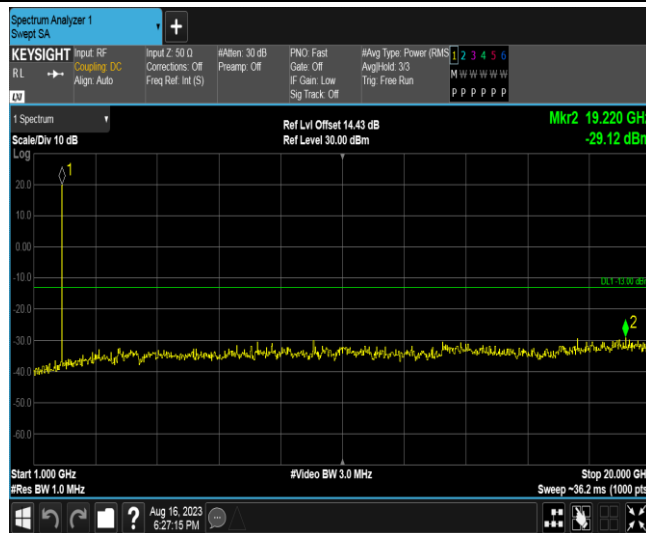 Spectrum Analyzer 1
Swept SA
+
KEYSIGHT
RL
LXI
Input: RF
Coupling: DC
Align: Auto
Input Z: 50 Ω
Corrections: Off
Freq Ref: Int (S)
#Atten: 30 dB
Preamp: Off
PNO: Fast
Gate: Off
IF Gain: Low
Sig Track: Off
#Avg Type: Power (RMS
Avg|Hold: 3/3
Trig: Free Run
1 2 3 4 5 6
M W W W W W
P P P P P P
1 Spectrum
Scale/Div 10 dB
Ref Lvl Offset 14.43 dB
Ref Level 30.00 dBm
Mkr2 19.220 GHz
-29.12 dBm
Log
1
20.0
10.0
0.00
-10.0
DL1 -13.00 dBm
-20.0
2
-30.0
-40.0
-50.0
-60.0
Start 1.000 GHz
#Video BW 3.0 MHz
Stop 20.000 GHz
#Res BW 1.0 MHz
Sweep ~36.2 ms (1000 pts
?
Aug 16, 2023
6:27:15 PM